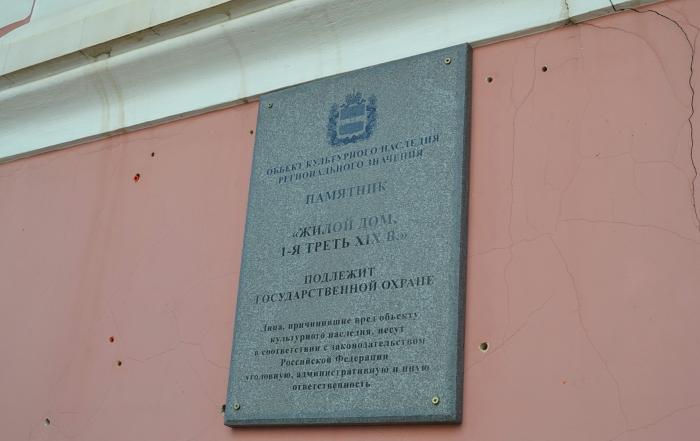 ОБЪЕКТ КУЛЬТУРНОГО НАСЛЕДИЯ
РЕГИОНАЛЬНОГО ЗНАЧЕНИЯ
ПАМЯТНИК
«ЖИЛОЙ ДОМ,
1-Я ТРЕТЬ XIX В.»
ПОДЛЕЖИТ
ГОСУДАРСТВЕННОЙ ОХРАНЕ
Лица, причинившие вред объекту
культурного наследия, несут
в соответствии с законодательством
Российской Федерации
уголовную, административную и иную
ответственность